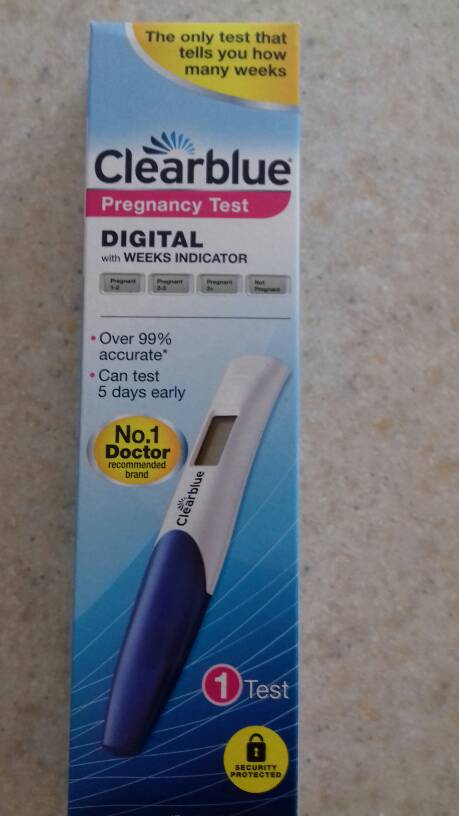 The only test that
tells you how
many weeks
Clearblue
Pregnancy Test
DIGITAL
with WEEKS INDICATOR
Pregnant Pregnant Pregnant Not
1-2 2-3 3+ Pregnant
• Over 99%
accurate*
• Can test
5 days early
No.1
Doctor
recommended
brand
Clearblue
1 Test
SECURITY
PROTECTED